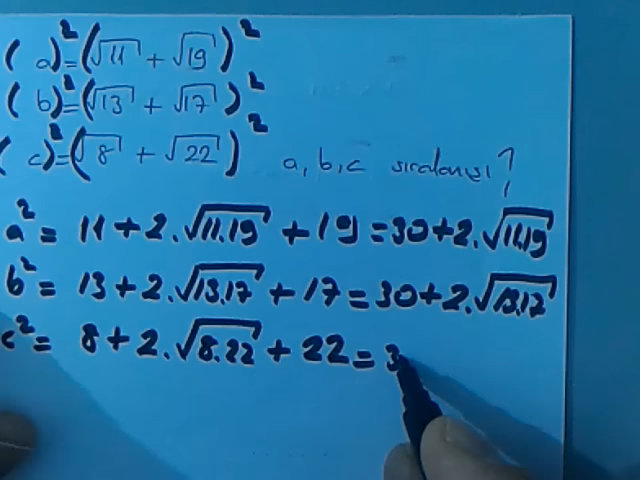 (a)² = (√11 + √19)²
(b)² = (√13 + √17)²
(c)² = (√8 + √22)² a, b, c sıralanışı?
a² = 11 + 2.√11.19 + 19 = 30 + 2.√11.19
b² = 13 + 2.√13.17 + 17 = 30 + 2.√13.17
c² = 8 + 2.√8.22 + 22 = 3